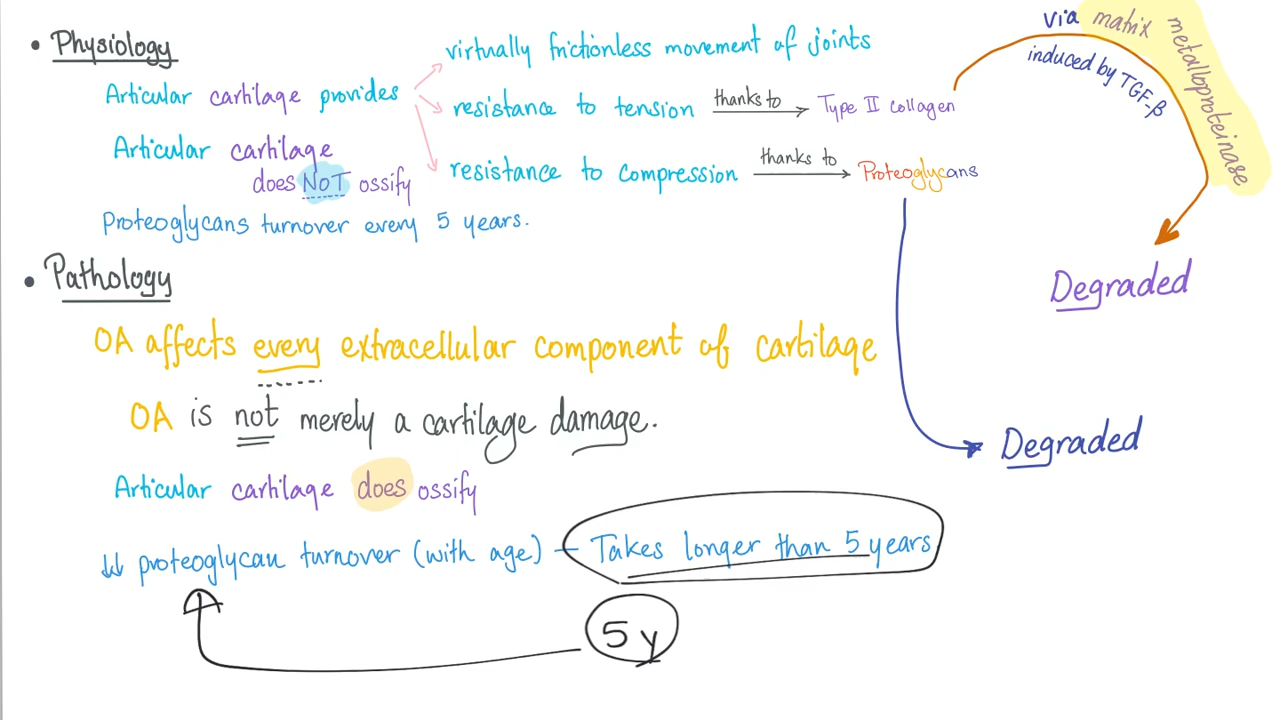 • Physiology
Articular cartilage provides
virtually frictionless movement of joints
resistance to tension thanks to Type II collagen
resistance to compression thanks to Proteoglycans
via matrix metalloproteinase
induced by TGF-β
Degraded
Articular cartilage
does NOT ossify
Proteoglycans turnover every 5 years.
• Pathology
OA affects every extracellular component of cartilage
OA is not merely a cartilage damage.
Degraded
Articular cartilage does ossify
↓↓ proteoglycan turnover (with age) – Takes longer than 5 years
5 y